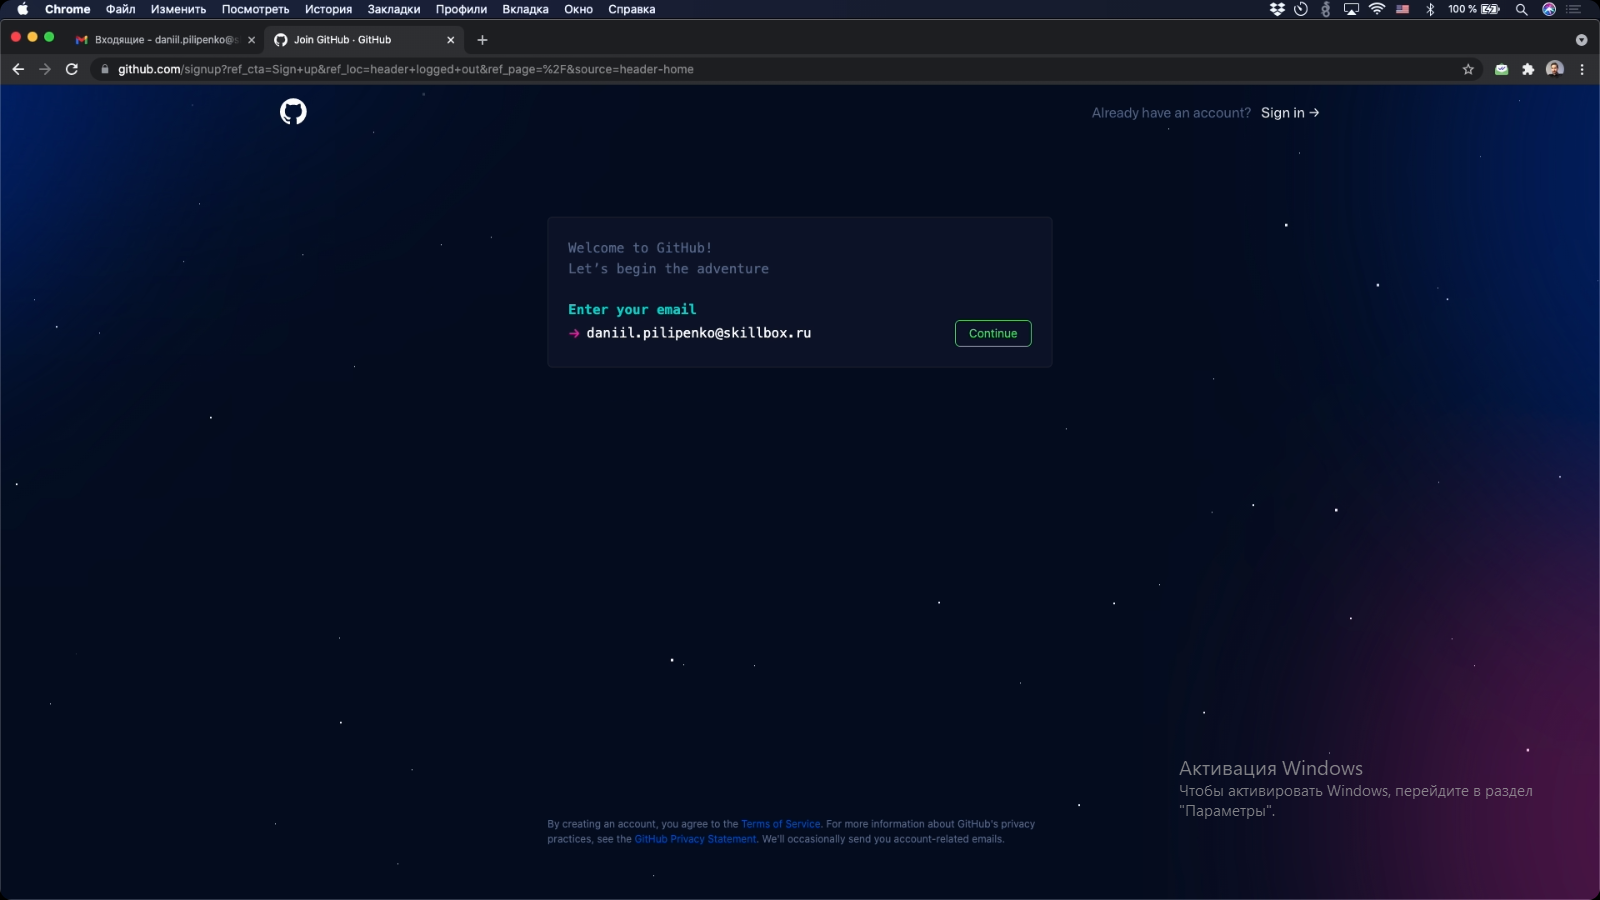 Chrome Файл Изменить Посмотреть История Закладки Профили Вкладка Окно Справка 100 %
Входящие - daniil.pilipenko@s
Join GitHub · GitHub
github.com/signup?ref_cta=Sign+up&ref_loc=header+logged+out&ref_page=%2F&source=header-home
Already have an account? Sign in →
Welcome to GitHub!
Let’s begin the adventure
Enter your email
→ daniil.pilipenko@skillbox.ru
Continue
Активация Windows
Чтобы активировать Windows, перейдите в раздел
"Параметры".
By creating an account, you agree to the Terms of Service. For more information about GitHub's privacy
practices, see the GitHub Privacy Statement. We'll occasionally send you account-related emails.